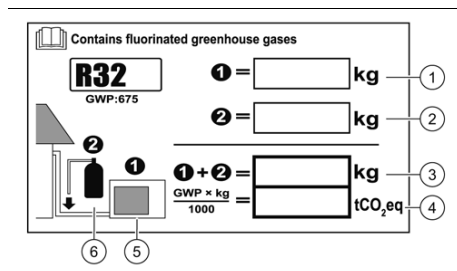 Contains fluorinated greenhouse gases
R32
GWP:675
❶= kg 1
❷= kg 2
❷
❶
❶+❷= kg 3
GWP × kg
1000
= tCO₂eq 4
6 5